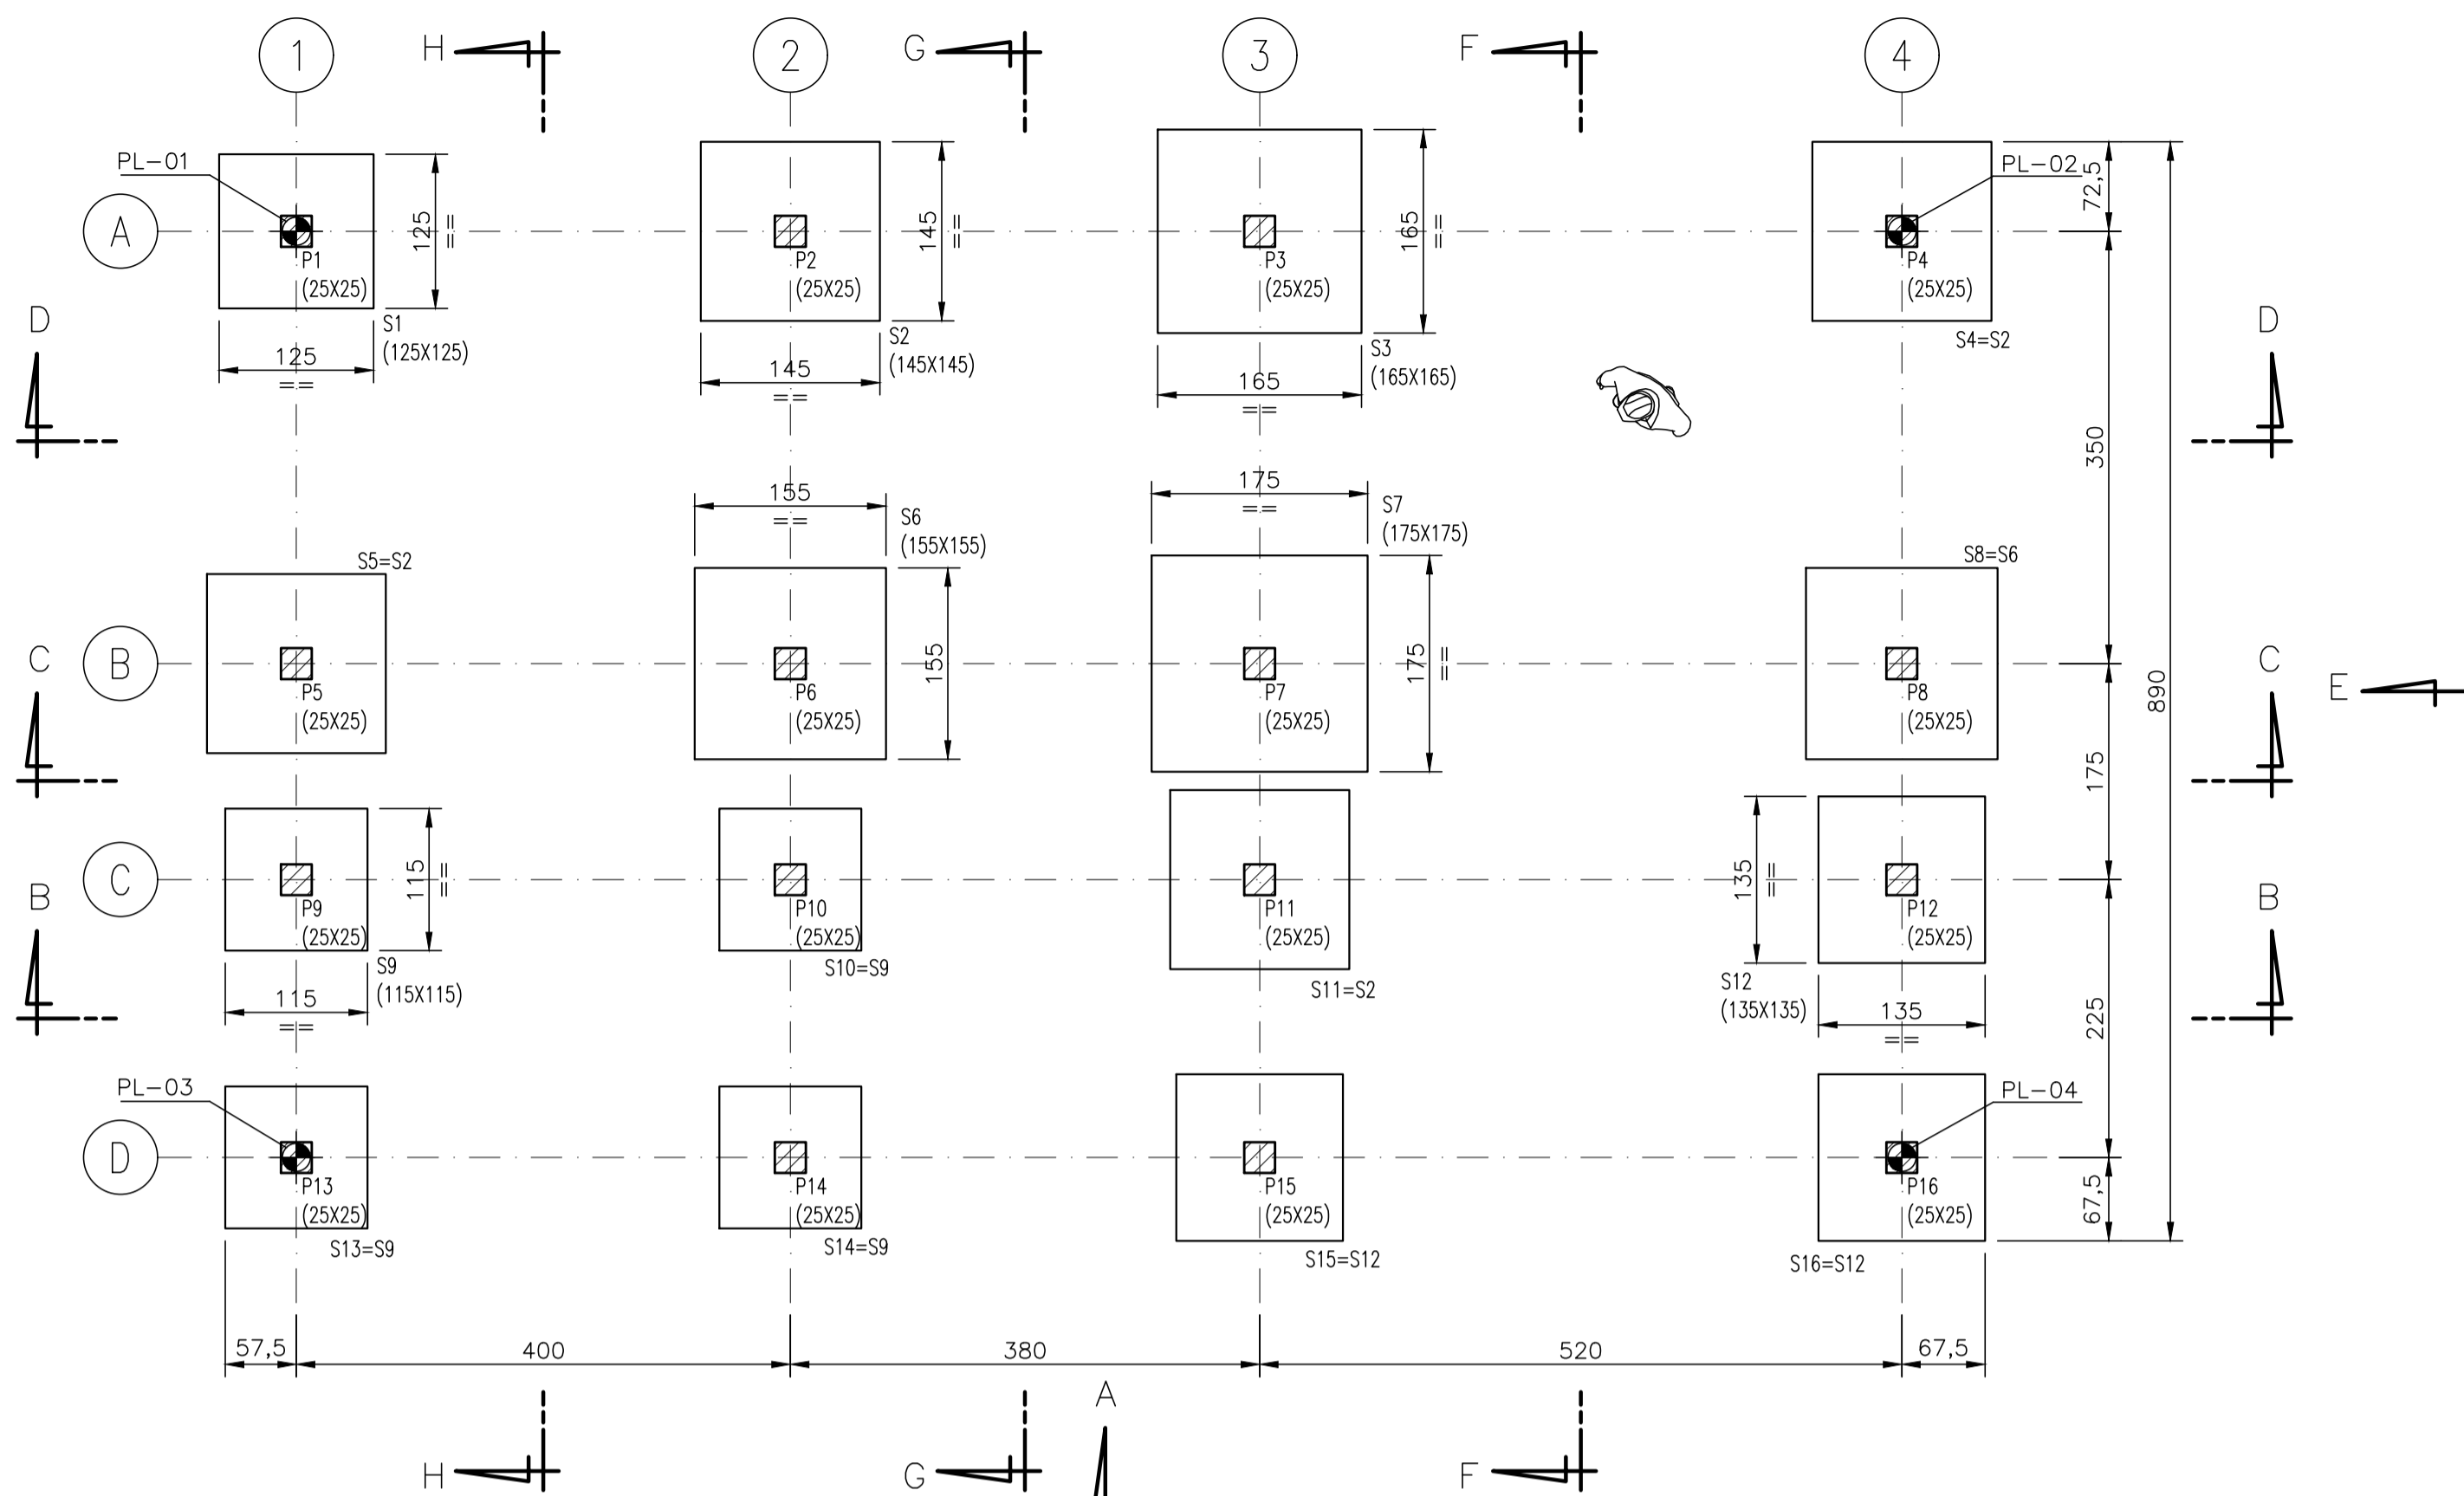 1
H
2
G
3
F
4
PL-01
PL-02
A
125
==
145
==
165
==
72,5
P1
(25X25)
P2
(25X25)
P3
(25X25)
P4
(25X25)
S1
(125X125)
S2
(145X145)
S3
(165X165)
S4=S2
D
D
125
==
145
==
165
==
350
155
==
175
==
S6
(155X155)
S7
(175X175)
S5=S2
S8=S6
C
B
155
175
==
890
C
E
P5
(25X25)
P6
(25X25)
P7
(25X25)
P8
(25X25)
175
B
C
115
==
135
==
B
P9
(25X25)
P10
(25X25)
P11
(25X25)
P12
(25X25)
S9
(115X115)
S10=S9
S11=S2
S12
(135X135)
115
==
135
==
225
PL-03
PL-04
D
P13
(25X25)
P14
(25X25)
P15
(25X25)
P16
(25X25)
67,5
S13=S9
S14=S9
S15=S12
S16=S12
57,5
400
380
520
67,5
A
H
G
F